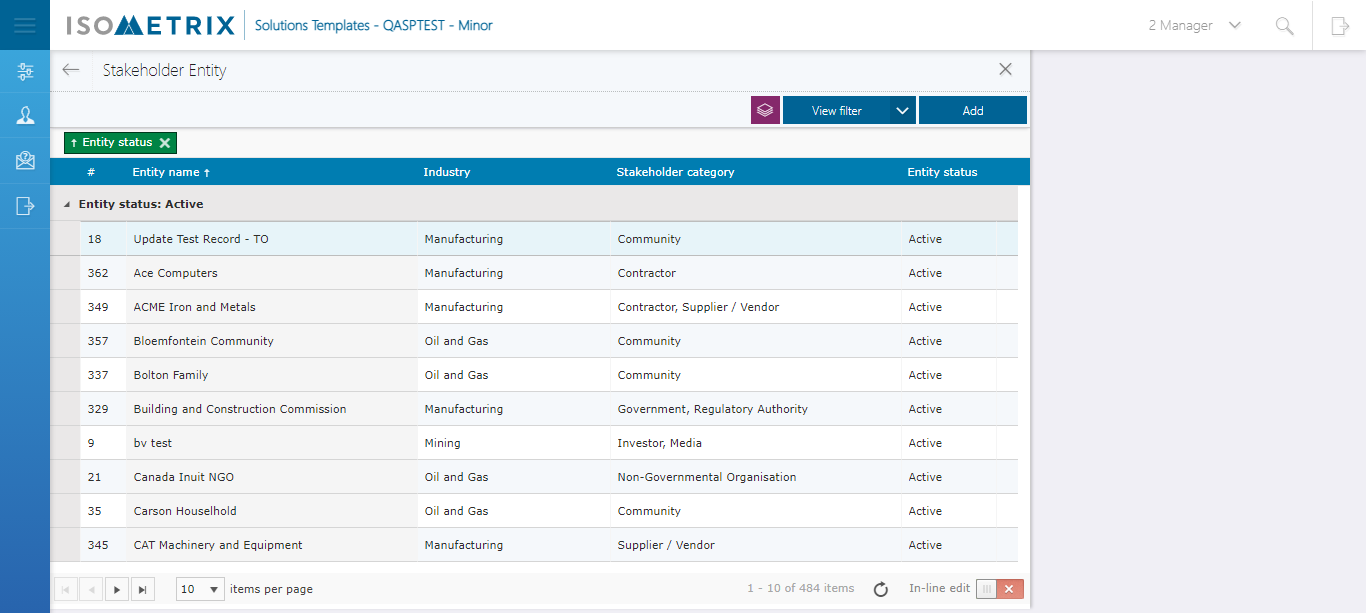 ISOMETRIX Solutions Templates - QASPTEST - Minor 2 Manager
Stakeholder Entity
View filter Add
↑ Entity status
# Entity name ↑ Industry Stakeholder category Entity status
Entity status: Active
18 Update Test Record - TO Manufacturing Community Active
362 Ace Computers Manufacturing Contractor Active
349 ACME Iron and Metals Manufacturing Contractor, Supplier / Vendor Active
357 Bloemfontein Community Oil and Gas Community Active
337 Bolton Family Oil and Gas Community Active
329 Building and Construction Commission Manufacturing Government, Regulatory Authority Active
9 bv test Mining Investor, Media Active
21 Canada Inuit NGO Oil and Gas Non-Governmental Organisation Active
35 Carson Houselhold Oil and Gas Community Active
345 CAT Machinery and Equipment Manufacturing Supplier / Vendor Active
10 items per page 1 - 10 of 484 items In-line edit